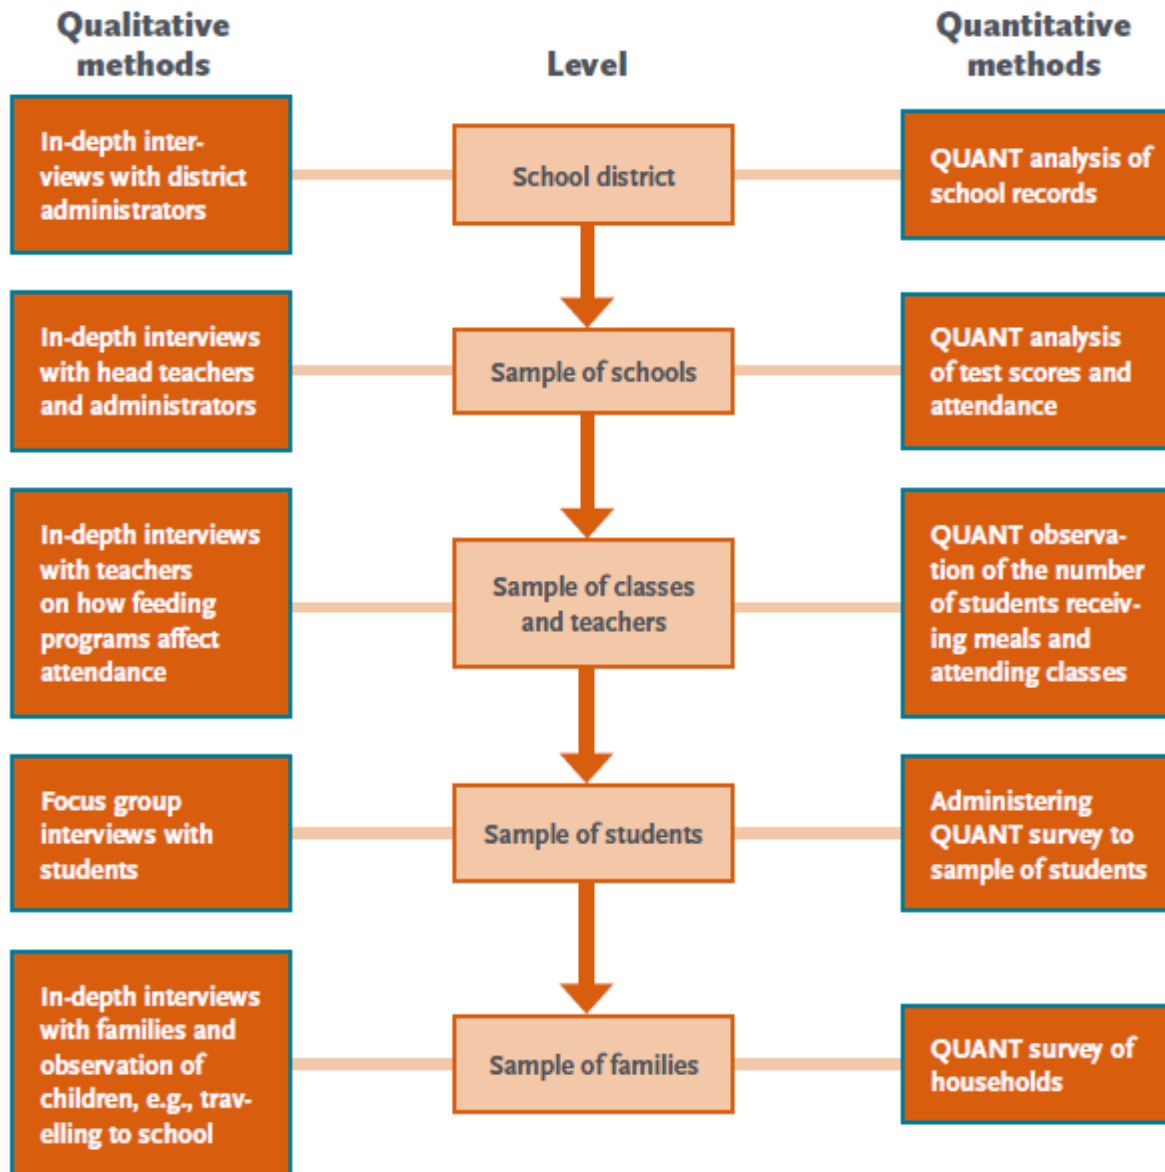 Qualitative
methods
Level
Quantitative
methods
In-depth inter-
views with district
administrators
School district
QUANT analysis of
school records
In-depth interviews
with head teachers
and administrators
Sample of schools
QUANT analysis
of test scores and
attendance
In-depth interviews
with teachers
on how feeding
programs affect
attendance
Sample of classes
and teachers
QUANT observa-
tion of the number
of students receiv-
ing meals and
attending classes
Focus group
interviews with
students
Sample of students
Administering
QUANT survey to
sample of students
In-depth interviews
with families and
observation of
children, e.g., trav-
elling to school
Sample of families
QUANT survey of
households